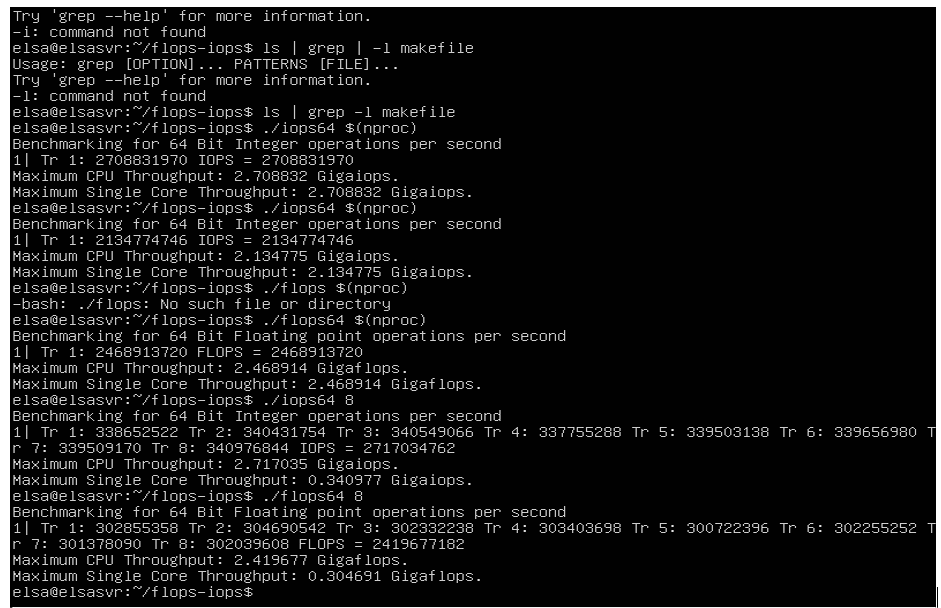 Try 'grep --help' for more information.
-i: command not found
elsa@elsasvr:~/flops-iops$ ls | grep | -l makefile
Usage: grep [OPTION]... PATTERNS [FILE]...
Try 'grep --help' for more information.
-l: command not found
elsa@elsasvr:~/flops-iops$ ls | grep -l makefile
elsa@elsasvr:~/flops-iops$ ./iops64 $(nproc)
Benchmarking for 64 Bit Integer operations per second
1| Tr 1: 2708831970 IOPS = 2708831970
Maximum CPU Throughput: 2.708832 Gigaiops.
Maximum Single Core Throughput: 2.708832 Gigaiops.
elsa@elsasvr:~/flops-iops$ ./iops64 $(nproc)
Benchmarking for 64 Bit Integer operations per second
1| Tr 1: 2134774746 IOPS = 2134774746
Maximum CPU Throughput: 2.134775 Gigaiops.
Maximum Single Core Throughput: 2.134775 Gigaiops.
elsa@elsasvr:~/flops-iops$ ./flops $(nproc)
-bash: ./flops: No such file or directory
elsa@elsasvr:~/flops-iops$ ./flops64 $(nproc)
Benchmarking for 64 Bit Floating point operations per second
1| Tr 1: 2468913720 FLOPS = 2468913720
Maximum CPU Throughput: 2.468914 Gigaflops.
Maximum Single Core Throughput: 2.468914 Gigaflops.
elsa@elsasvr:~/flops-iops$ ./iops64 8
Benchmarking for 64 Bit Integer operations per second
1| Tr 1: 338652522 Tr 2: 340431754 Tr 3: 340549066 Tr 4: 337755288 Tr 5: 339503138 Tr 6: 339656980 T
r 7: 339509170 Tr 8: 340976844 IOPS = 2717034762
Maximum CPU Throughput: 2.717035 Gigaiops.
Maximum Single Core Throughput: 0.340977 Gigaiops.
elsa@elsasvr:~/flops-iops$ ./flops64 8
Benchmarking for 64 Bit Floating point operations per second
1| Tr 1: 302855358 Tr 2: 304690542 Tr 3: 302332238 Tr 4: 303403698 Tr 5: 300722396 Tr 6: 302255252 T
r 7: 301378090 Tr 8: 302039608 FLOPS = 2419677182
Maximum CPU Throughput: 2.419677 Gigaflops.
Maximum Single Core Throughput: 0.304691 Gigaflops.
elsa@elsasvr:~/flops-iops$